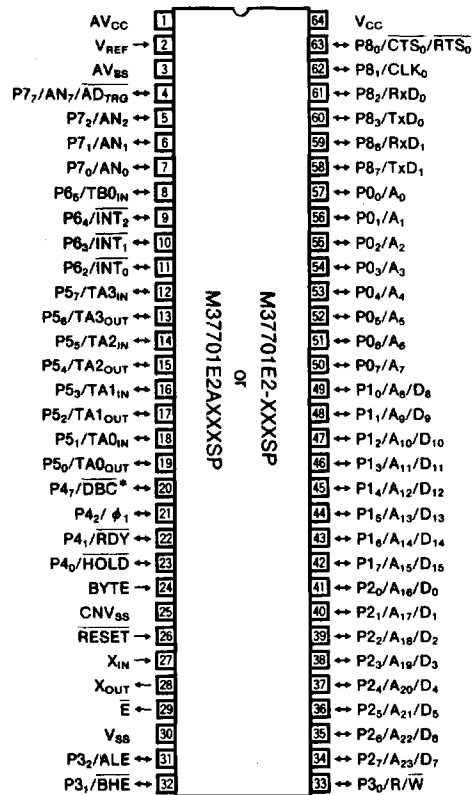 AVCC 1
VREF → 2
AVSS 3
P77/AN7/ADTRG ↔ 4
P72/AN2 ↔ 5
P71/AN1 ↔ 6
P70/AN0 ↔ 7
P65/TB0IN ↔ 8
P64/INT2 ↔ 9
P63/INT1 ↔ 10
P62/INT0 ↔ 11
P57/TA3IN ↔ 12
P56/TA3OUT ↔ 13
P55/TA2IN ↔ 14
P54/TA2OUT ↔ 15
P53/TA1IN ↔ 16
P52/TA1OUT ↔ 17
P51/TA0IN ↔ 18
P50/TA0OUT ↔ 19
P47/DBC* ↔ 20
P42/ϕ1 ↔ 21
P41/RDY ↔ 22
P40/HOLD ↔ 23
BYTE → 24
CNVSS 25
RESET → 26
XIN → 27
XOUT ← 28
E ← 29
VSS 30
P32/ALE ↔ 31
P31/BHE ↔ 32
M37701E2-XXXSP
or
M37701E2AXXXSP
64 VCC
63 ↔ P80/CTS0/RTS0
62 ↔ P81/CLK0
61 ↔ P82/RxD0
60 ↔ P83/TxD0
59 ↔ P86/RxD1
58 ↔ P87/TxD1
57 ↔ P00/A0
56 ↔ P01/A1
55 ↔ P02/A2
54 ↔ P03/A3
53 ↔ P04/A4
52 ↔ P05/A5
51 ↔ P06/A6
50 ↔ P07/A7
49 ↔ P10/A8/D8
48 ↔ P11/A9/D9
47 ↔ P12/A10/D10
46 ↔ P13/A11/D11
45 ↔ P14/A12/D12
44 ↔ P15/A13/D13
43 ↔ P16/A14/D14
42 ↔ P17/A15/D15
41 ↔ P20/A16/D0
40 ↔ P21/A17/D1
39 ↔ P22/A18/D2
38 ↔ P23/A19/D3
37 ↔ P24/A20/D4
36 ↔ P25/A21/D5
35 ↔ P26/A22/D6
34 ↔ P27/A23/D7
33 ↔ P30/R/W